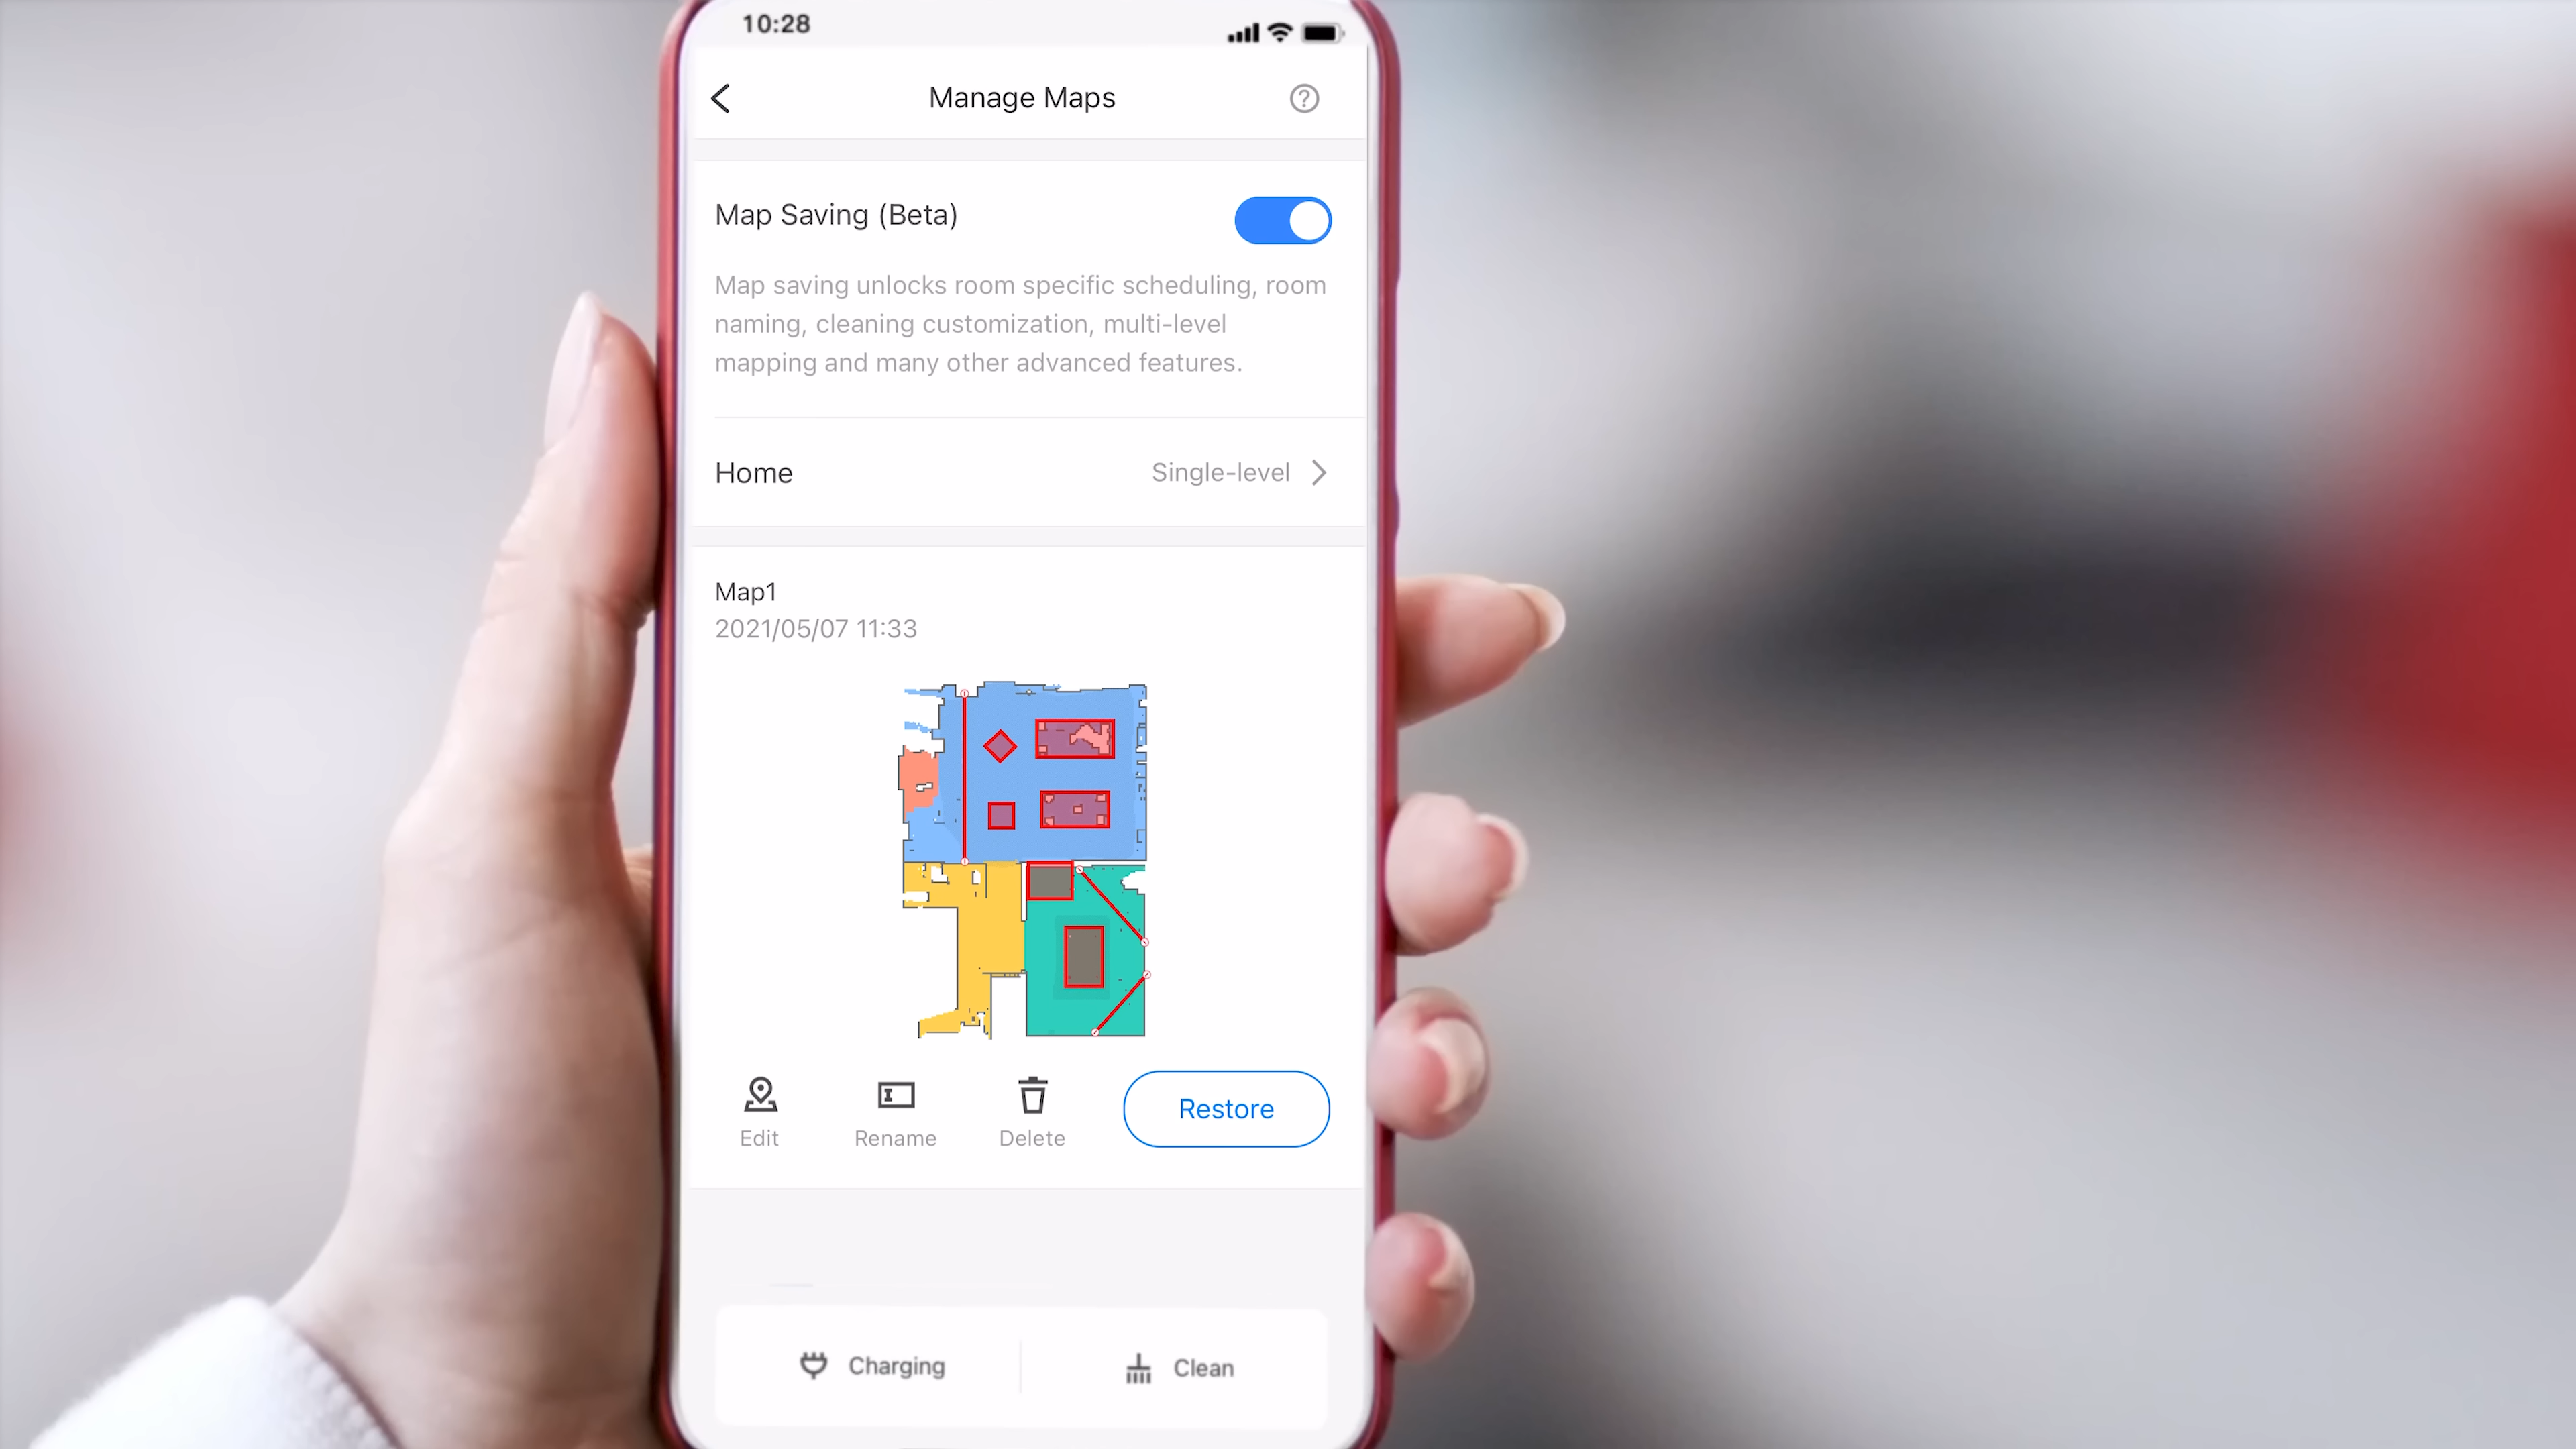 10:28
Manage Maps
Map Saving (Beta)
Map saving unlocks room specific scheduling, room
naming, cleaning customization, multi-level
mapping and many other advanced features.
Home Single-level
Map1
2021/05/07 11:33
Edit Rename Delete Restore
Charging Clean